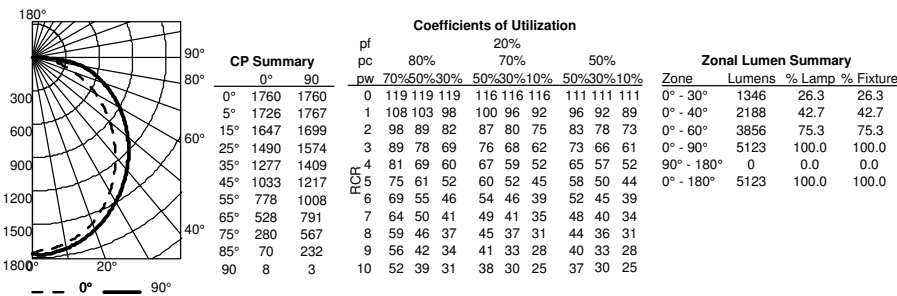 180°
90°
80°
60°
40°
20°
0°
300
600
900
1200
1500
1800
0° 90°
CP Summary
0° 90
0° 1760 1760
5° 1726 1767
15° 1647 1699
25° 1490 1574
35° 1277 1409
45° 1033 1217
55° 778 1008
65° 528 791
75° 280 567
85° 70 232
90 8 3
Coefficients of Utilization
pf 20%
pc 80% 70% 50%
pw 70%50%30% 50%30%10% 50%30%10%
RCR
0 119 119 119 116 116 116 111 111 111
1 108 103 98 100 96 92 96 92 89
2 98 89 82 87 80 75 83 78 73
3 89 78 69 76 68 62 73 66 61
4 81 69 60 67 59 52 65 57 52
5 75 61 52 60 52 45 58 50 44
6 69 55 46 54 46 39 52 45 39
7 64 50 41 49 41 35 48 40 34
8 59 46 37 45 37 31 44 36 31
9 56 42 34 41 33 28 40 33 28
10 52 39 31 38 30 25 37 30 25
Zonal Lumen Summary
Zone Lumens % Lamp % Fixture
0° - 30° 1346 26.3 26.3
0° - 40° 2188 42.7 42.7
0° - 60° 3856 75.3 75.3
0° - 90° 5123 100.0 100.0
90° - 180° 0 0.0 0.0
0° - 180° 5123 100.0 100.0